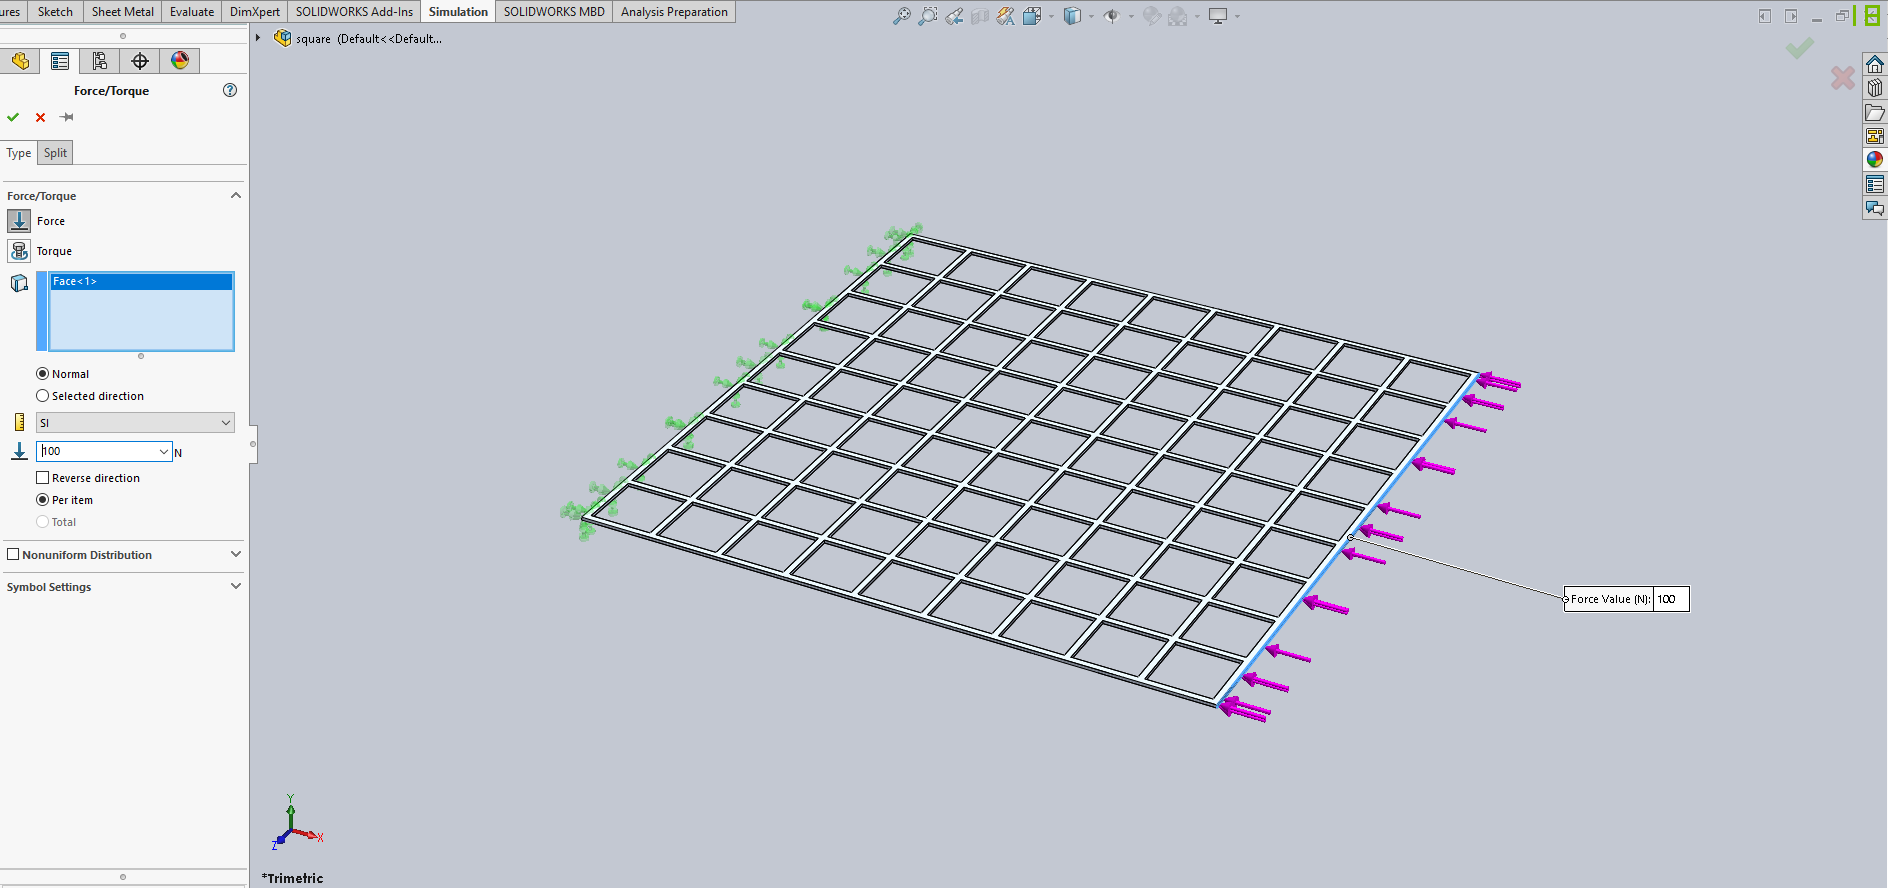 ures Sketch Sheet Metal Evaluate DimXpert SOLIDWORKS Add-Ins Simulation SOLIDWORKS MBD Analysis Preparation
square (Default<<Default...
Force/Torque
Type Split
Force/Torque
Force
Torque
Face<1>
Normal
Selected direction
SI
100 N
Reverse direction
Per item
Total
Nonuniform Distribution
Symbol Settings
Force Value (N): 100
Y
X
Z
*Trimetric